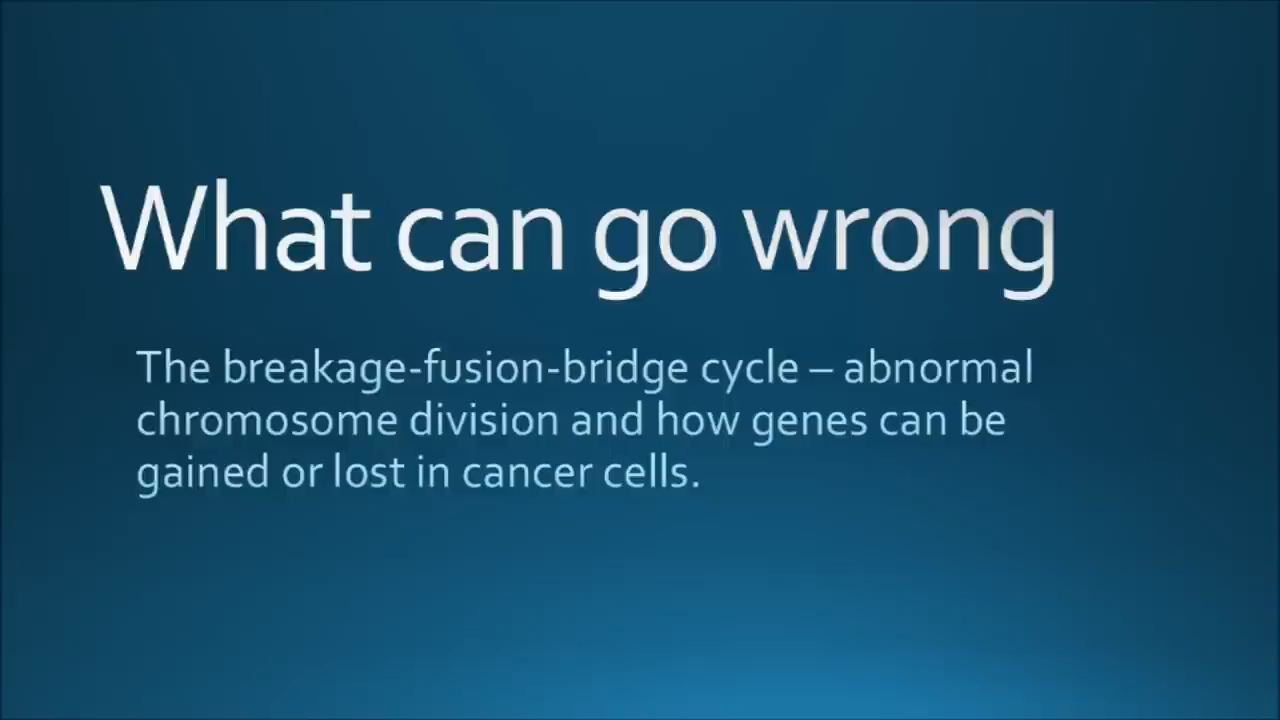 What can go wrong
The breakage-fusion-bridge cycle – abnormal
chromosome division and how genes can be
gained or lost in cancer cells.